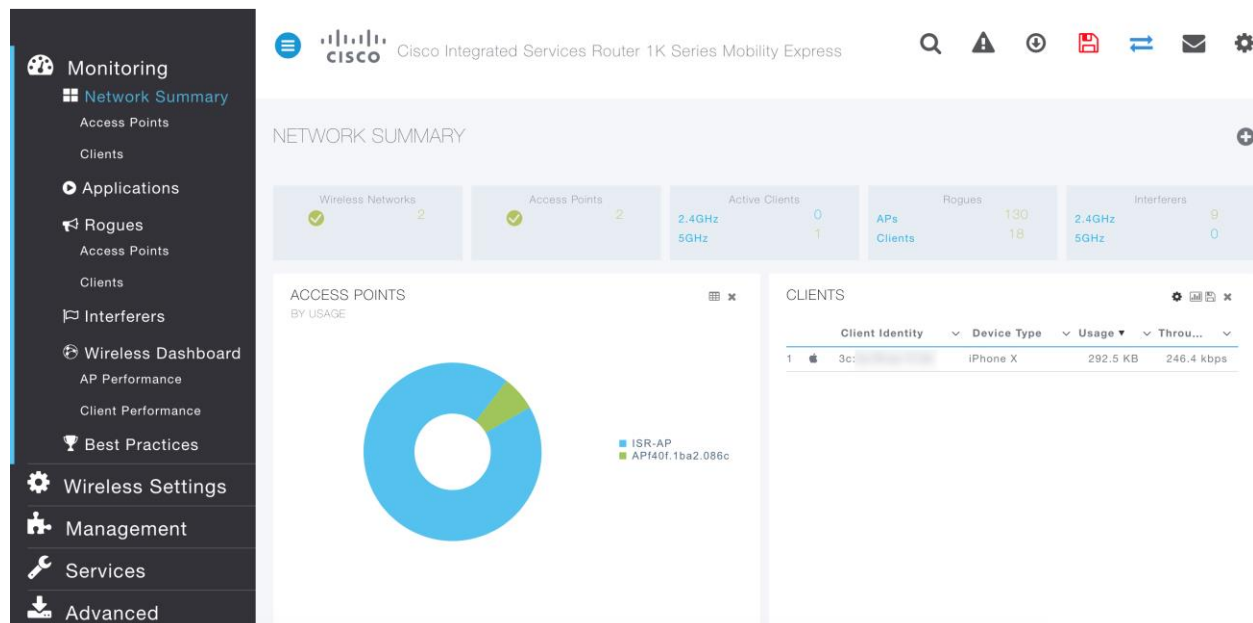 Monitoring
Network Summary
Access Points
Clients
Applications
Rogues
Access Points
Clients
Interferers
Wireless Dashboard
AP Performance
Client Performance
Best Practices
Wireless Settings
Management
Services
Advanced
CISCO Cisco Integrated Services Router 1K Series Mobility Express
NETWORK SUMMARY
Wireless Networks
2
Access Points
2
Active Clients
2.4GHz 0
5GHz 1
Rogues
APs 130
Clients 18
Interferers
2.4GHz 9
5GHz 0
ACCESS POINTS
BY USAGE
ISR-AP
APf40f.1ba2.086c
CLIENTS
Client Identity Device Type Usage Throu...
1 3c: iPhone X 292.5 KB 246.4 kbps